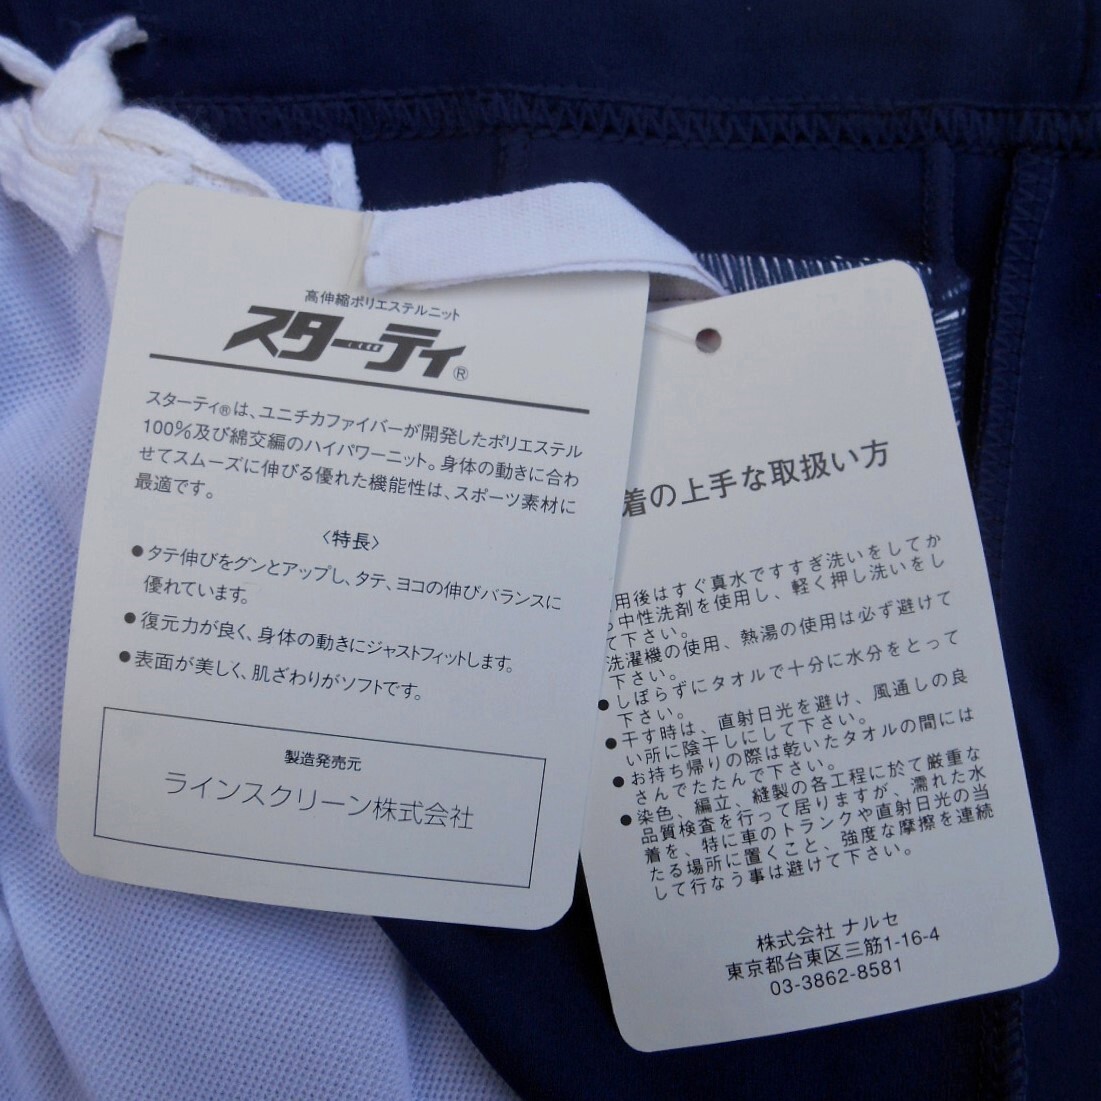 高伸縮ポリエステルニット
スターティ®
スターティ®は、ユニチカファイバーが開発したポリエステル
100%及び綿交編のハイパワーニット。身体の動きに合わ
せてスムーズに伸びる優れた機能性は、スポーツ素材に
最適です。
〈特長〉
●タテ伸びをグンとアップし、タテ、ヨコの伸びバランスに
優れています。
●復元力が良く、身体の動きにジャストフィットします。
●表面が美しく、肌ざわりがソフトです。
製造発売元
ラインスクリーン株式会社
着の上手な取扱い方
用後はすぐ真水ですすぎ洗いをしてか
ら中性洗剤を使用し、軽く押し洗いをし
て下さい。
洗濯機の使用、熱湯の使用は必ず避けて
下さい。
●しぼらずにタオルで十分に水分をとって
下さい。
●干す時は、直射日光を避け、風通しの良
い所に陰干しにして下さい。
●お持ち帰りの際は乾いたタオルの間には
さんでたたんで下さい。
●染色、編立、縫製の各工程に於て厳重な
品質検査を行って居りますが、濡れた水
着を、特に車のトランクや直射日光の当
たる場所に置くこと、強度な摩擦を連続
して行なう事は避けて下さい。
株式会社 ナルセ
東京都台東区三筋1-16-4
03-3862-8581